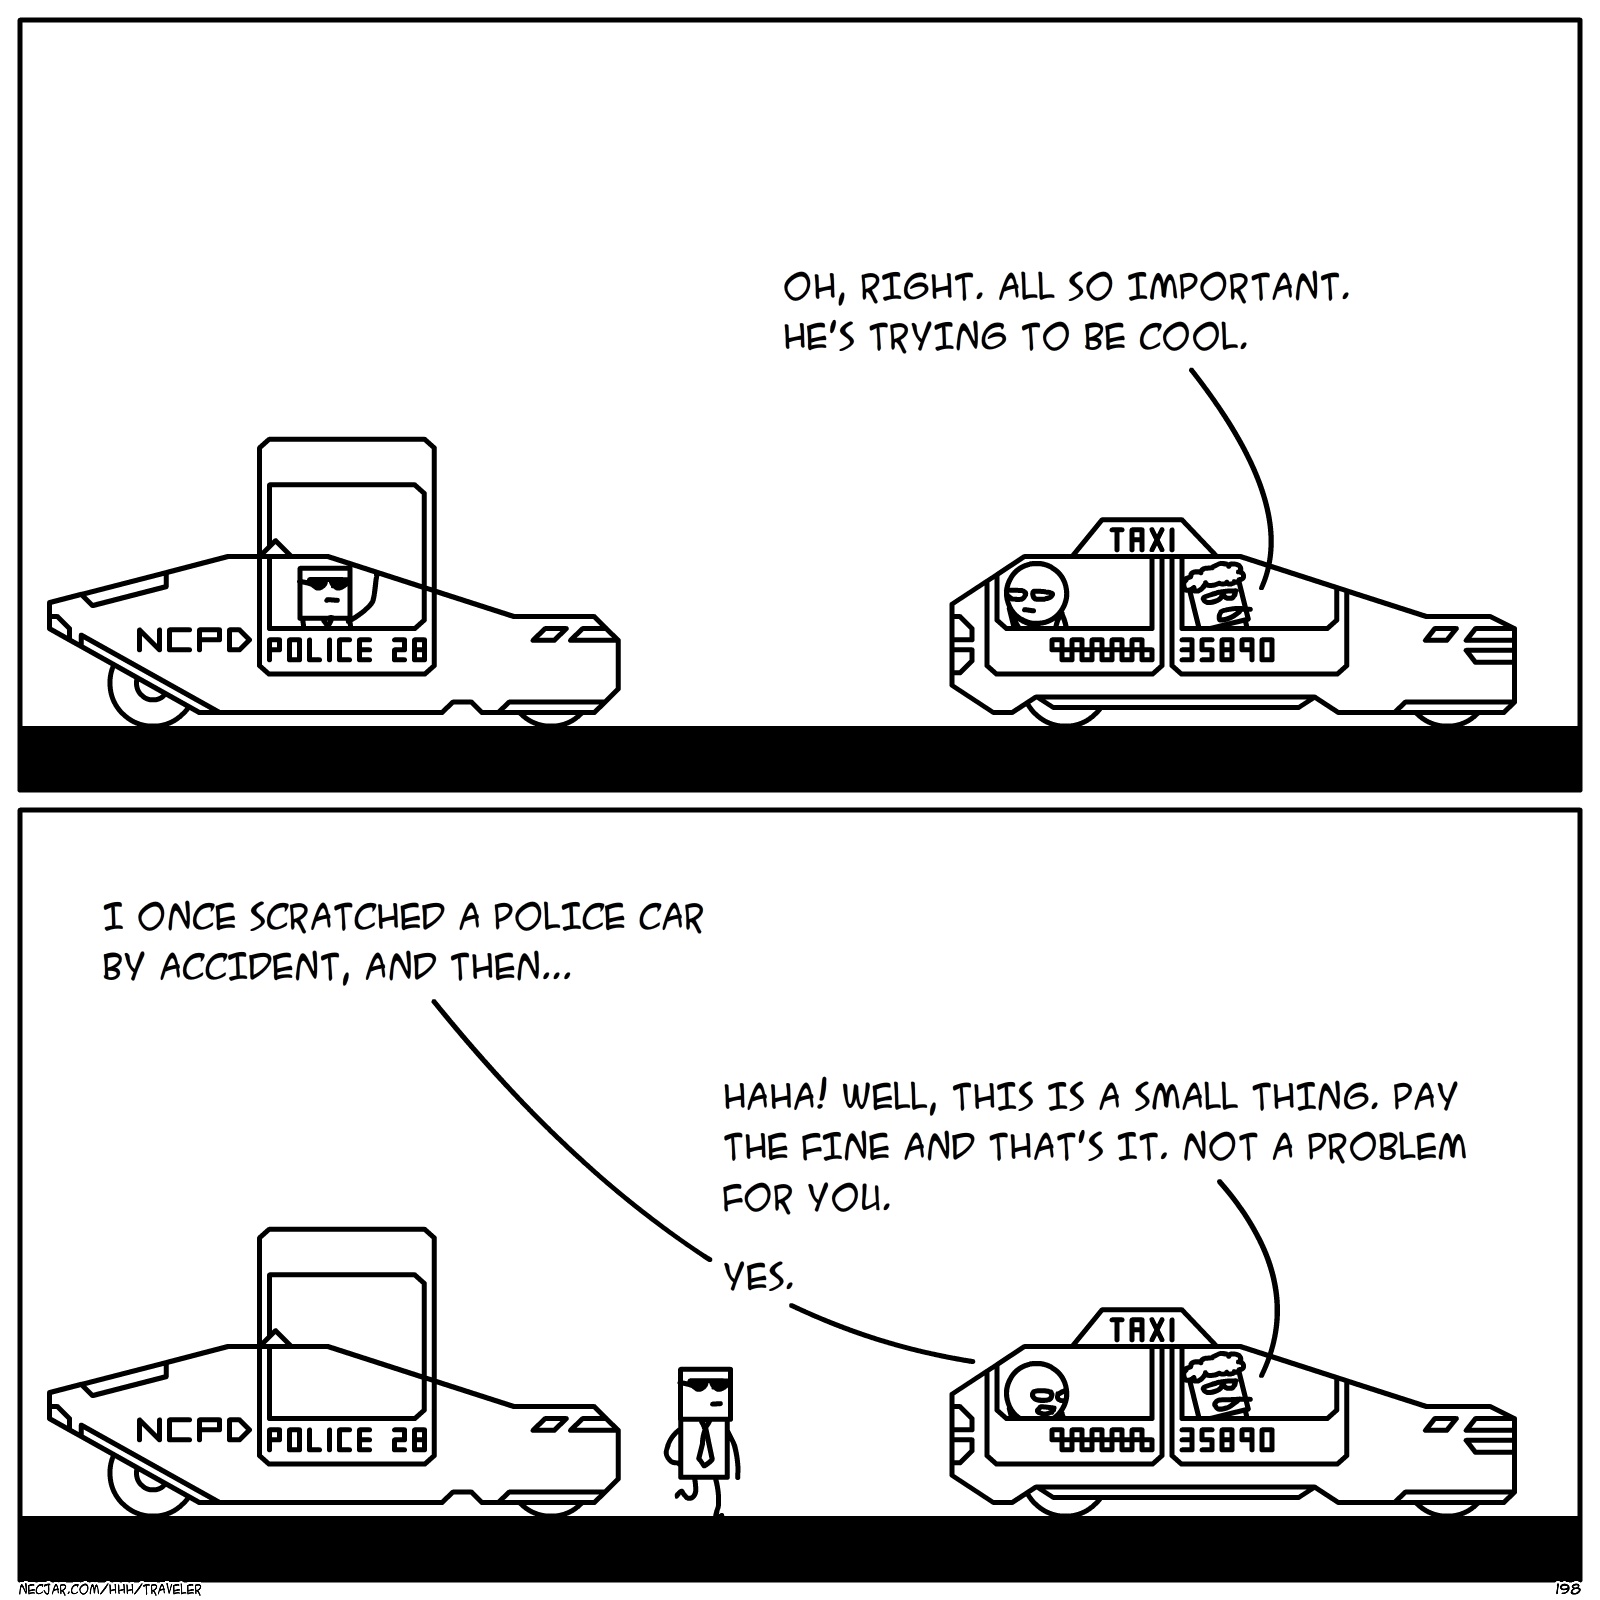 OH, RIGHT. ALL SO IMPORTANT.
HE'S TRYING TO BE COOL.
TAXI
NCPD
POLICE 28
35890
I ONCE SCRATCHED A POLICE CAR
BY ACCIDENT, AND THEN...
HAHA! WELL, THIS IS A SMALL THING. PAY
THE FINE AND THAT'S IT. NOT A PROBLEM
FOR YOU.
YES.
TAXI
NCPD
POLICE 28
35890
NECJAR.COM/HHH/TRAVELER
198